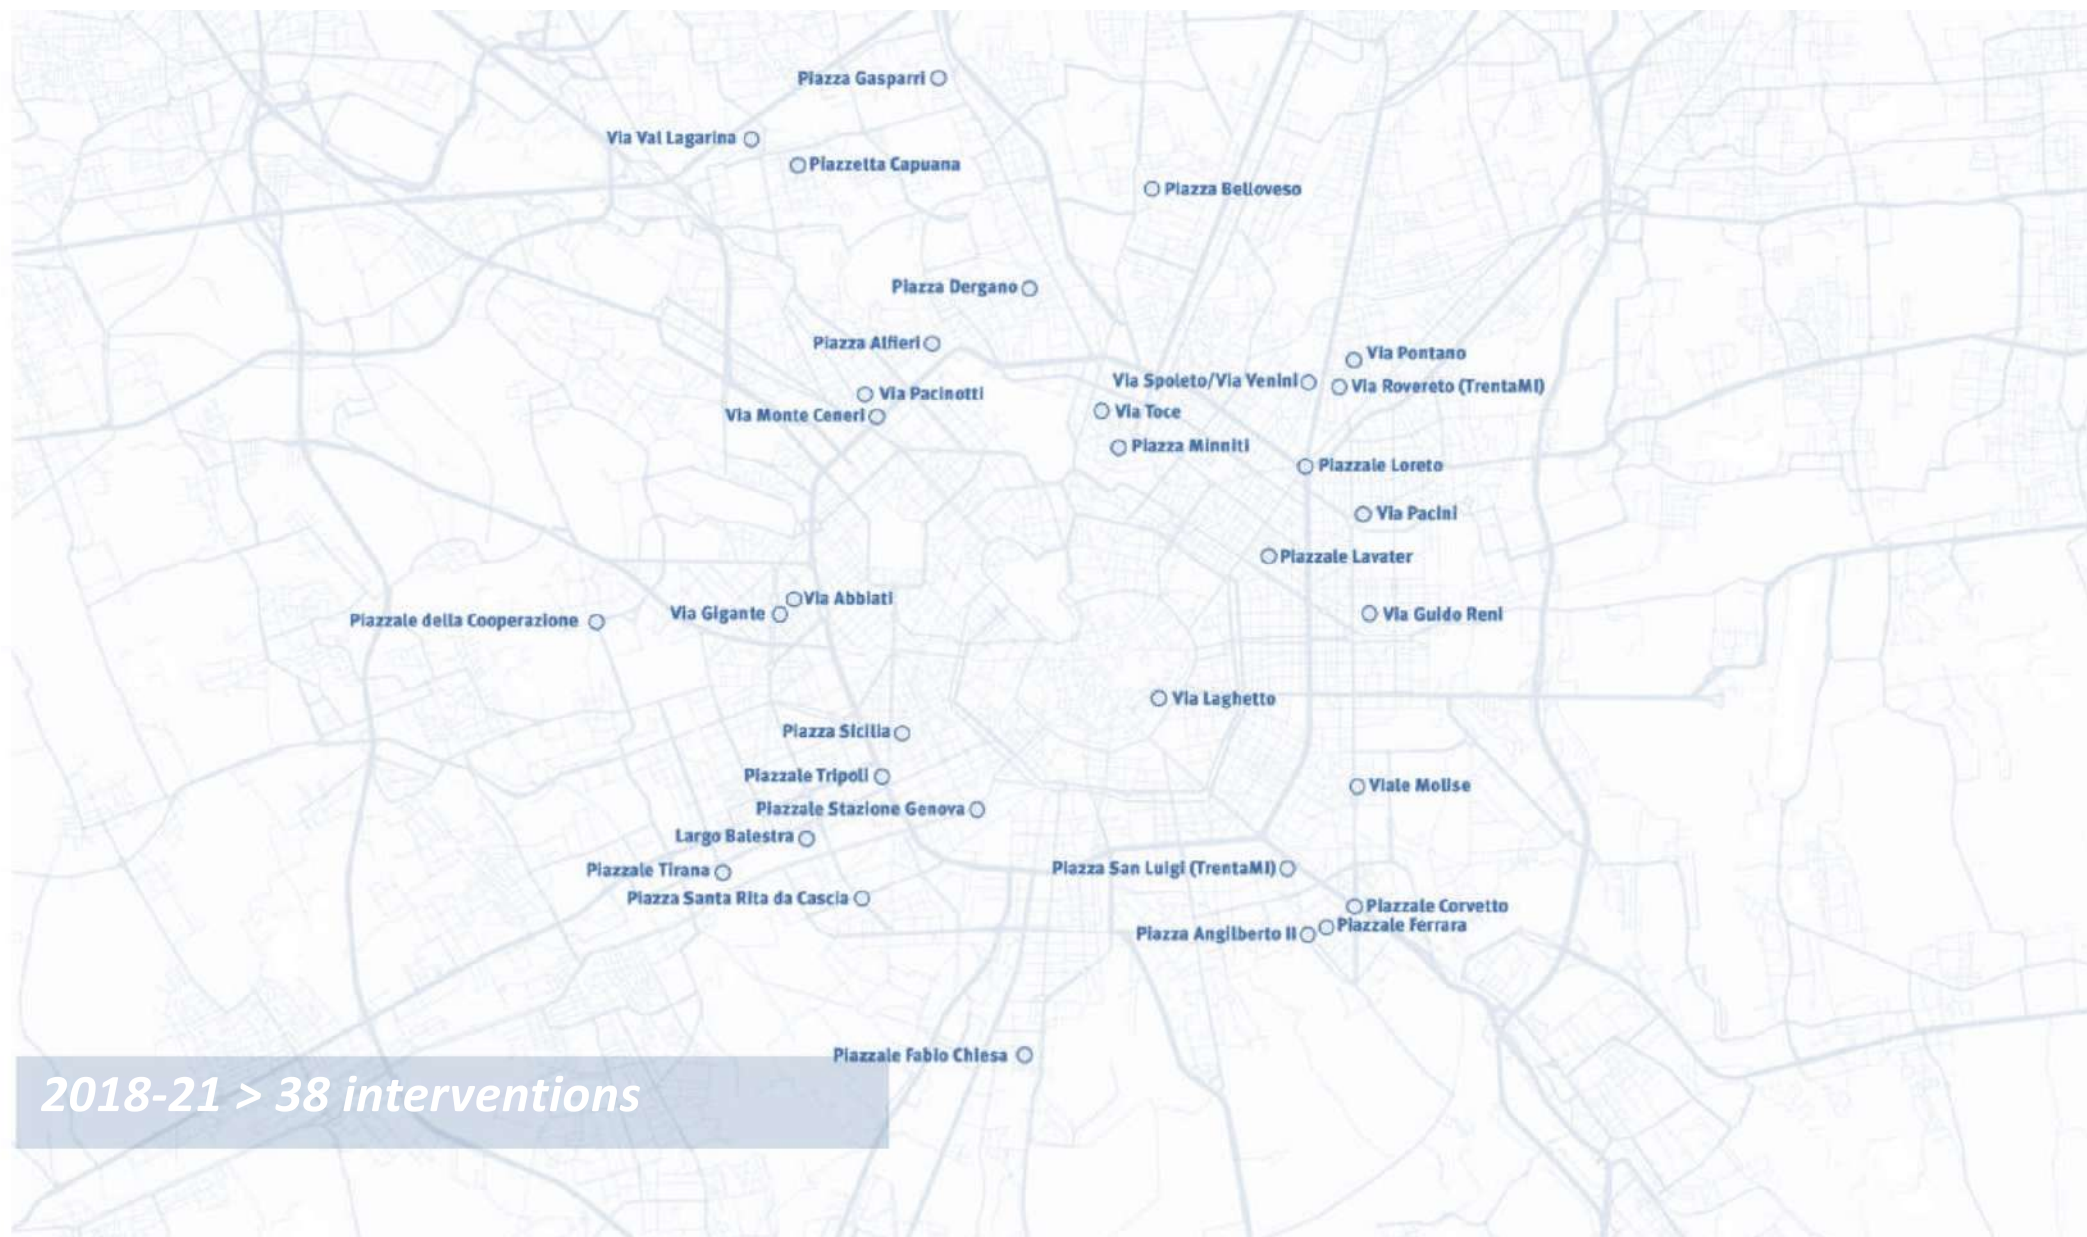 Piazza Gasparri
Via Val Lagarina
Piazzetta Capuana
Piazza Belloveso
Piazza Dergano
Piazza Alfieri
Via Pontano
Via Spoleto/Via Venini
Via Rovereto (TrentaMI)
Via Pacinotti
Via Monte Ceneri
Via Toce
Piazza Minniti
Piazzale Loreto
Via Pacini
Piazzale Lavater
Via Abbiati
Via Gigante
Piazzale della Cooperazione
Via Guido Reni
Via Laghetto
Piazza Sicilia
Piazzale Tripoli
Viale Molise
Piazzale Stazione Genova
Largo Balestra
Piazzale Tirana
Piazza San Luigi (TrentaMI)
Piazza Santa Rita da Cascia
Piazzale Corvetto
Piazzale Ferrara
Piazza Angilberto II
Piazzale Fabio Chiesa
2018-21 > 38 interventions